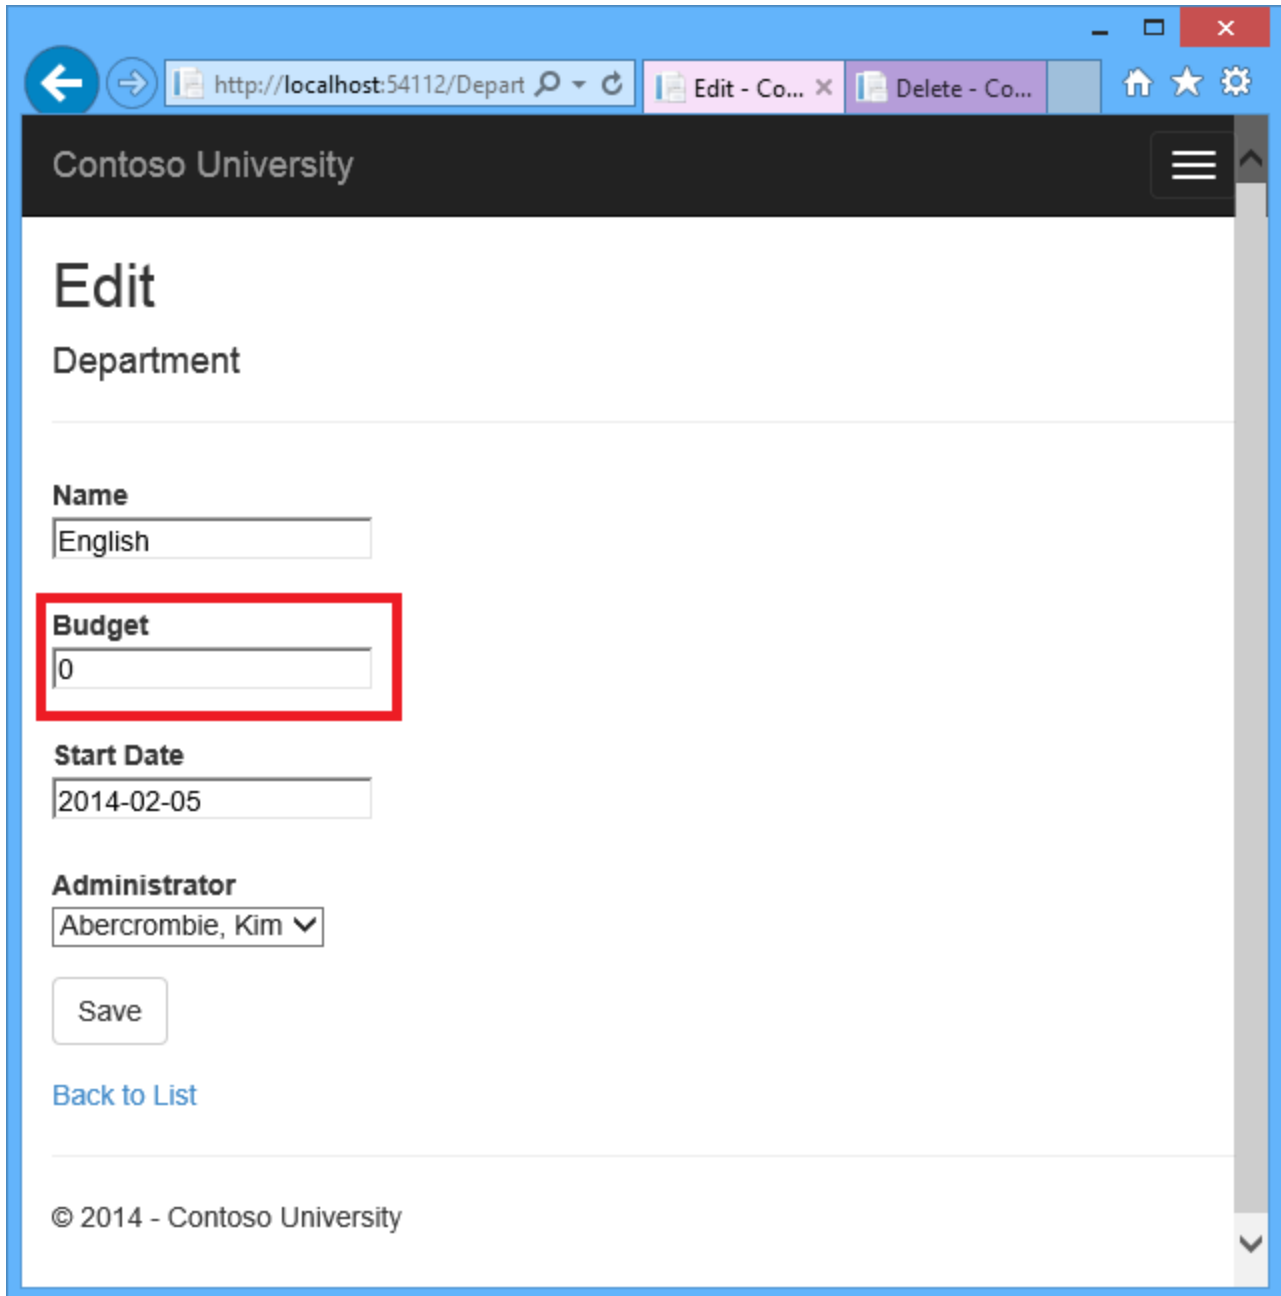 http://localhost:54112/Depart
Edit - Co...
Delete - Co...
Contoso University
Edit
Department
Name
English
Budget
0
Start Date
2014-02-05
Administrator
Abercrombie, Kim
Save
Back to List
© 2014 - Contoso University